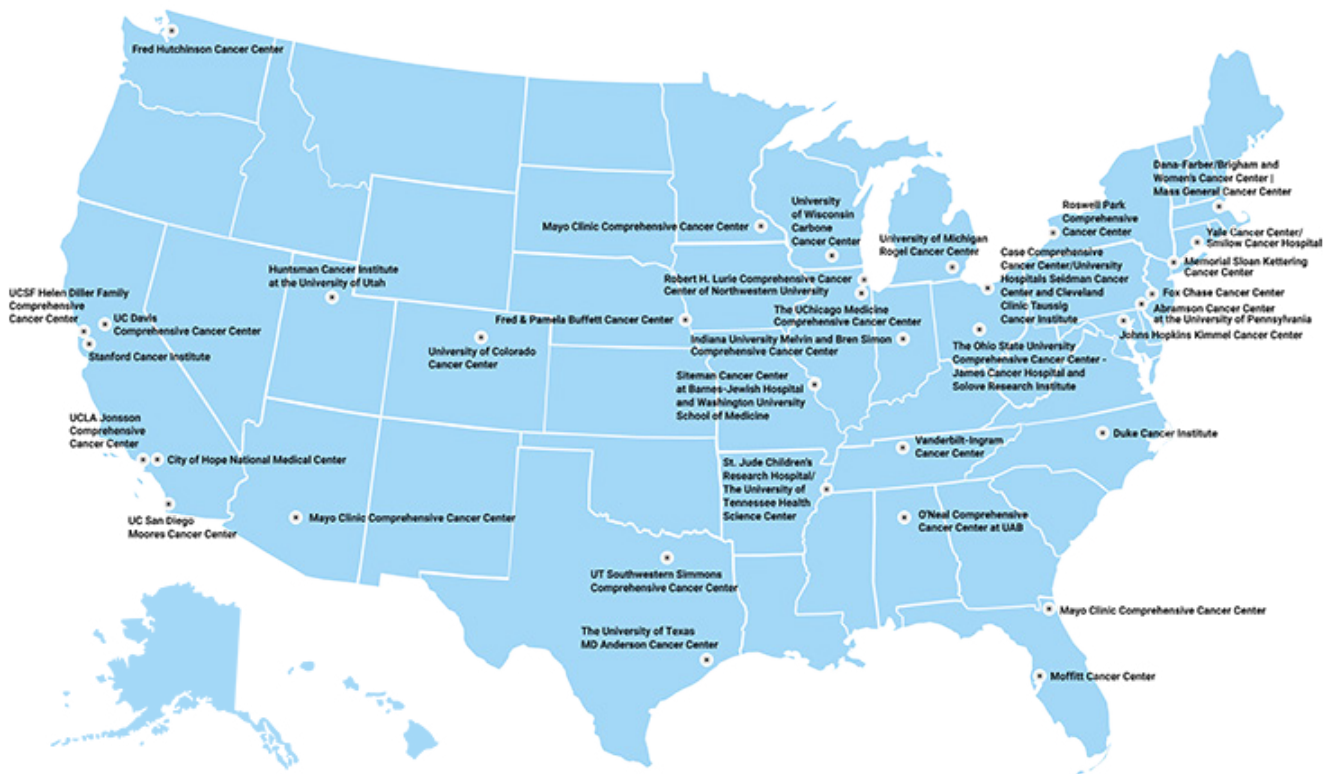 Fred Hutchinson Cancer Center
Dana-Farber/Brigham and
Women's Cancer Center |
Mass General Cancer Center
University
of Wisconsin
Carbone
Cancer Center
Roswell Park
Comprehensive
Cancer Center
Mayo Clinic Comprehensive Cancer Center
University of Michigan
Rogel Cancer Center
Yale Cancer Center/
Smilow Cancer Hospital
Case Comprehensive
Cancer Center/University
Hospitals Seidman Cancer
Center and Cleveland
Clinic Taussig
Cancer Institute
Memorial Sloan Kettering
Cancer Center
Huntsman Cancer Institute
at the University of Utah
Robert H. Lurie Comprehensive Cancer
Center of Northwestern University
UCSF Helen Diller Family
Comprehensive
Cancer Center
Fox Chase Cancer Center
The UChicago Medicine
Comprehensive Cancer Center
Abramson Cancer Center
at the University of Pennsylvania
UC Davis
Comprehensive Cancer Center
Fred & Pamela Buffett Cancer Center
Johns Hopkins Kimmel Cancer Center
Indiana University Melvin and Bren Simon
Comprehensive Cancer Center
Stanford Cancer Institute
University of Colorado
Cancer Center
The Ohio State University
Comprehensive Cancer Center -
James Cancer Hospital and
Solove Research Institute
Siteman Cancer Center
at Barnes-Jewish Hospital
and Washington University
School of Medicine
UCLA Jonsson
Comprehensive
Cancer Center
Duke Cancer Institute
Vanderbilt-Ingram
Cancer Center
City of Hope National Medical Center
St. Jude Children's
Research Hospital/
The University of
Tennessee Health
Science Center
UC San Diego
Moores Cancer Center
Mayo Clinic Comprehensive Cancer Center
O'Neal Comprehensive
Cancer Center at UAB
UT Southwestern Simmons
Comprehensive Cancer Center
Mayo Clinic Comprehensive Cancer Center
The University of Texas
MD Anderson Cancer Center
Moffitt Cancer Center